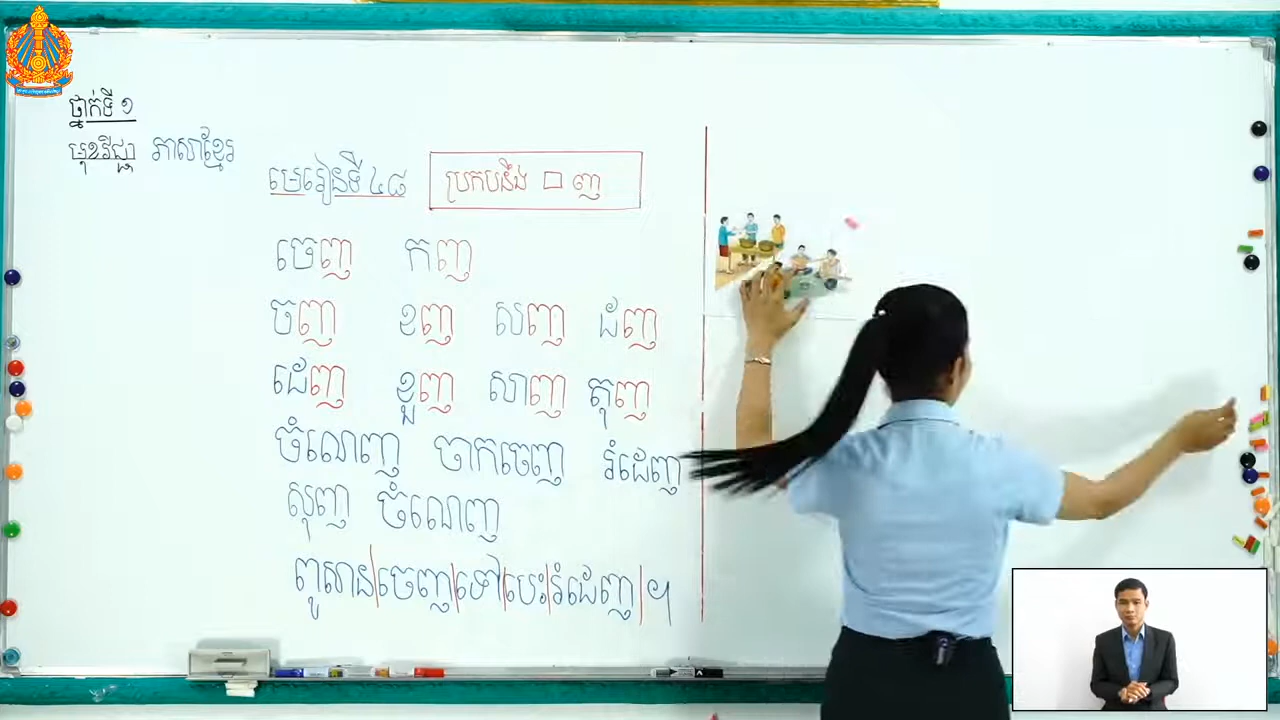 ថ្នាក់ទី ១
មុខវិជ្ជា ភាសាខ្មែរ
មេរៀនទី ៤៨ ប្រកបនឹង □ ញ
ចេញ កញ
ចញ ខញ សញ ដញ
ដេញ ខ្ញួញ សាញ តុញ
ចំណេញ ចាកចេញ រំដេញ
សុញ ចំណេញ
ពូសាន|ចេញ|ទៅ|បេះ|រំដេញ|។